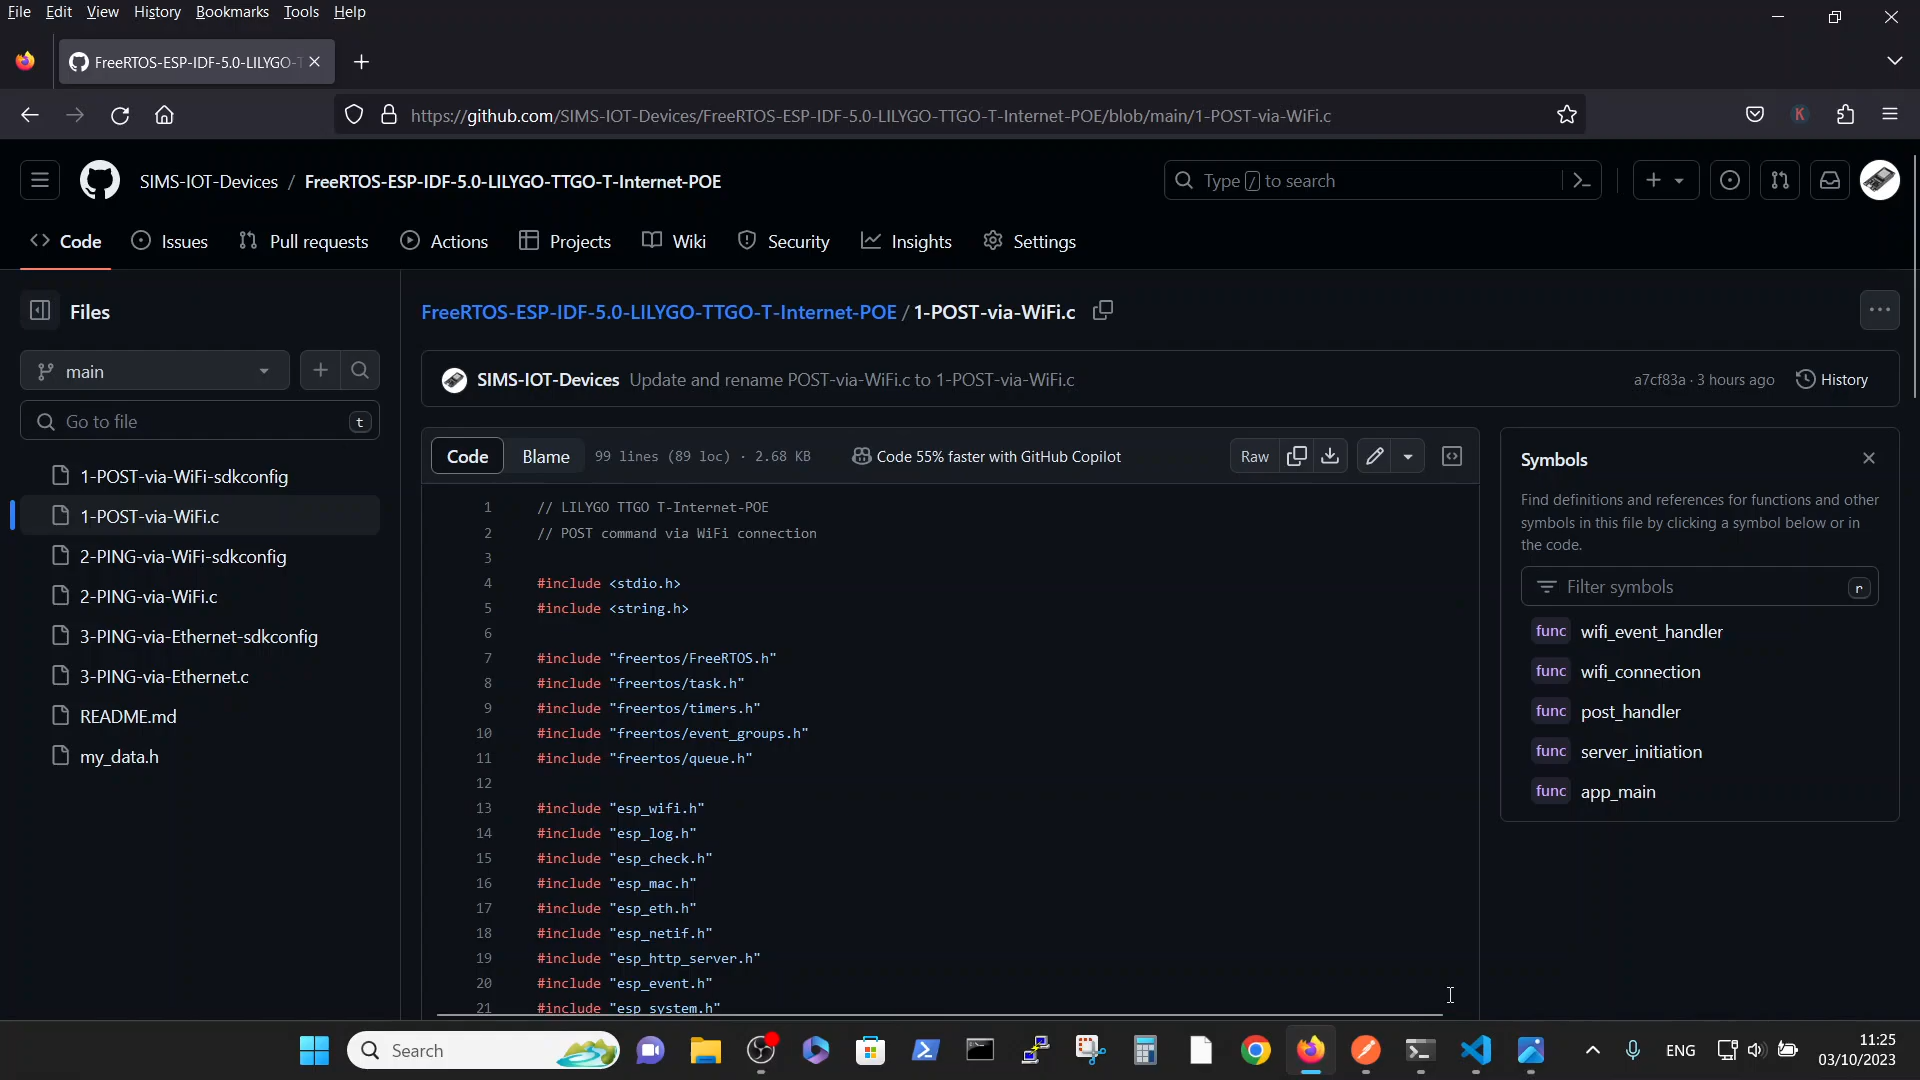 File Edit View History Bookmarks Tools Help
FreeRTOS-ESP-IDF-5.0-LILYGO-T
https://github.com/SIMS-IOT-Devices/FreeRTOS-ESP-IDF-5.0-LILYGO-TTGO-T-Internet-POE/blob/main/1-POST-via-WiFi.c
K
SIMS-IOT-Devices / FreeRTOS-ESP-IDF-5.0-LILYGO-TTGO-T-Internet-POE
Type / to search
Code Issues Pull requests Actions Projects Wiki Security Insights Settings
Files
main
Go to file t
1-POST-via-WiFi-sdkconfig
1-POST-via-WiFi.c
2-PING-via-WiFi-sdkconfig
2-PING-via-WiFi.c
3-PING-via-Ethernet-sdkconfig
3-PING-via-Ethernet.c
README.md
my_data.h
FreeRTOS-ESP-IDF-5.0-LILYGO-TTGO-T-Internet-POE / 1-POST-via-WiFi.c
SIMS-IOT-Devices Update and rename POST-via-WiFi.c to 1-POST-via-WiFi.c a7cf83a · 3 hours ago History
Code Blame 99 lines (89 loc) · 2.68 KB Code 55% faster with GitHub Copilot Raw
1 // LILYGO TTGO T-Internet-POE
2 // POST command via WiFi connection
3
4 #include <stdio.h>
5 #include <string.h>
6
7 #include "freertos/FreeRTOS.h"
8 #include "freertos/task.h"
9 #include "freertos/timers.h"
10 #include "freertos/event_groups.h"
11 #include "freertos/queue.h"
12
13 #include "esp_wifi.h"
14 #include "esp_log.h"
15 #include "esp_check.h"
16 #include "esp_mac.h"
17 #include "esp_eth.h"
18 #include "esp_netif.h"
19 #include "esp_http_server.h"
20 #include "esp_event.h"
21 #include "esp_system.h"
Symbols
Find definitions and references for functions and other
symbols in this file by clicking a symbol below or in
the code.
Filter symbols r
func wifi_event_handler
func wifi_connection
func post_handler
func server_initiation
func app_main
Search
ENG
11:25
03/10/2023